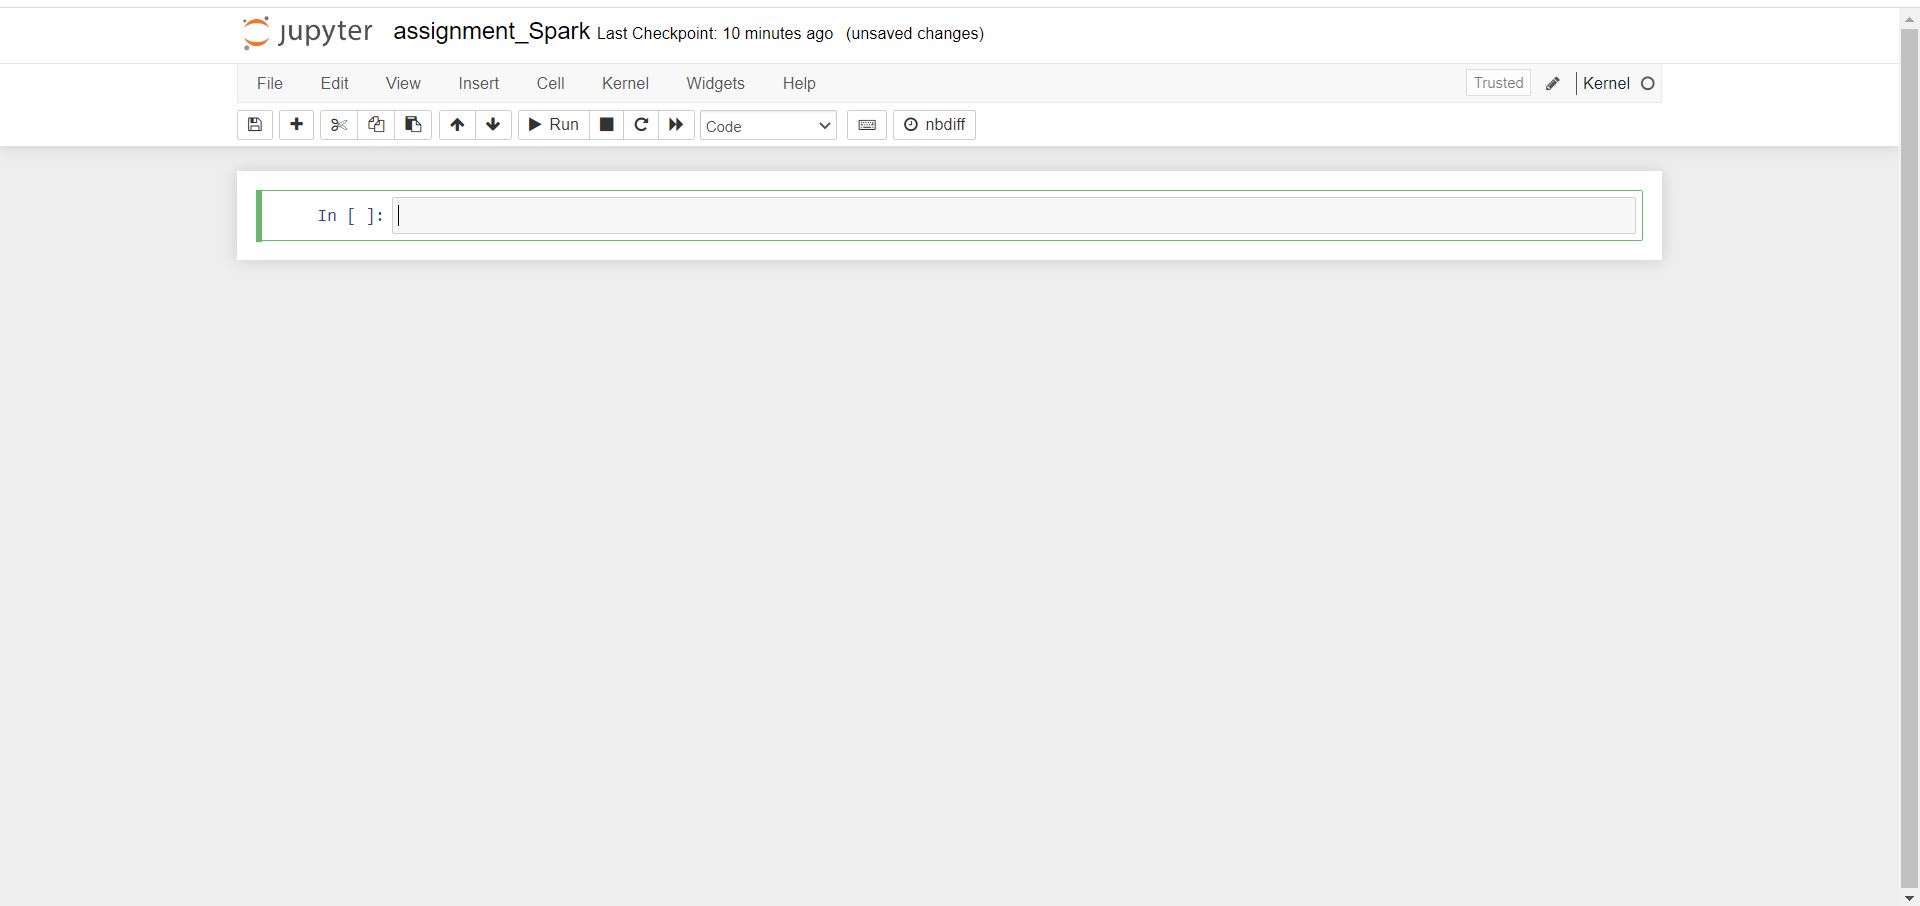 jupyter assignment_Spark Last Checkpoint: 10 minutes ago (unsaved changes)
File Edit View Insert Cell Kernel Widgets Help Trusted Kernel
Run Code nbdiff
In [ ]: